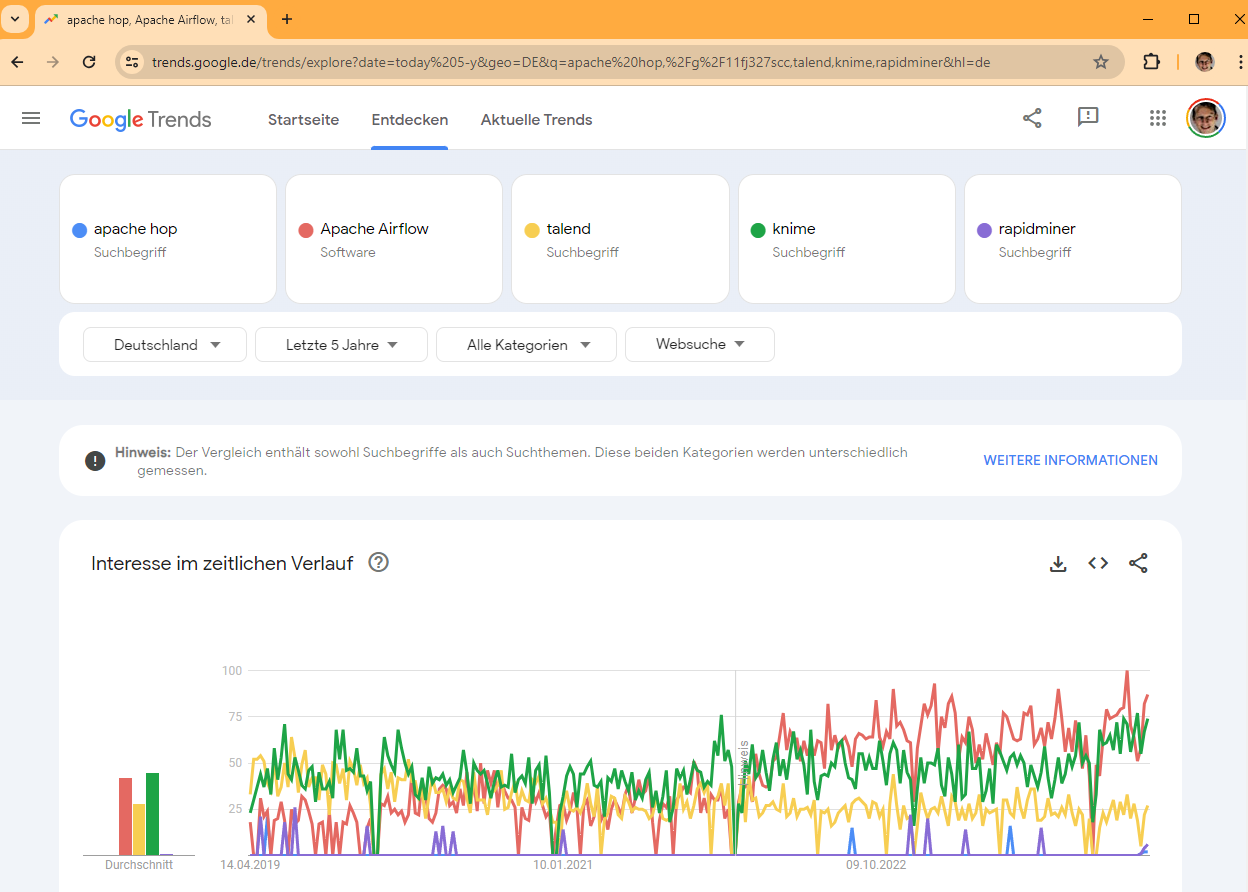 apache hop, Apache Airflow, tal
trends.google.de/trends/explore?date=today%205-y&geo=DE&q=apache%20hop,%2Fg%2F11fj327scc,talend,knime,rapidminer&hl=de
Google Trends
Startseite
Entdecken
Aktuelle Trends
apache hop
Suchbegriff
Apache Airflow
Software
talend
Suchbegriff
knime
Suchbegriff
rapidminer
Suchbegriff
Deutschland
Letzte 5 Jahre
Alle Kategorien
Websuche
Hinweis: Der Vergleich enthält sowohl Suchbegriffe als auch Suchthemen. Diese beiden Kategorien werden unterschiedlich
gemessen.
WEITERE INFORMATIONEN
Interesse im zeitlichen Verlauf
100
75
50
25
Hinweis
Durchschnitt
14.04.2019
10.01.2021
09.10.2022